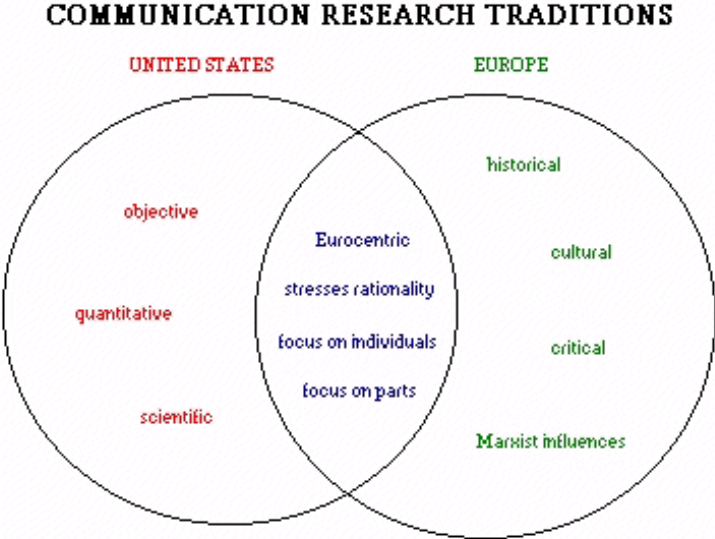 COMMUNICATION RESEARCH TRADITIONS
UNITED STATES
EUROPE
objective
quantitative
scientific
Eurocentric
stresses rationality
focus on individuals
focus on parts
historical
cultural
critical
Marxist influences